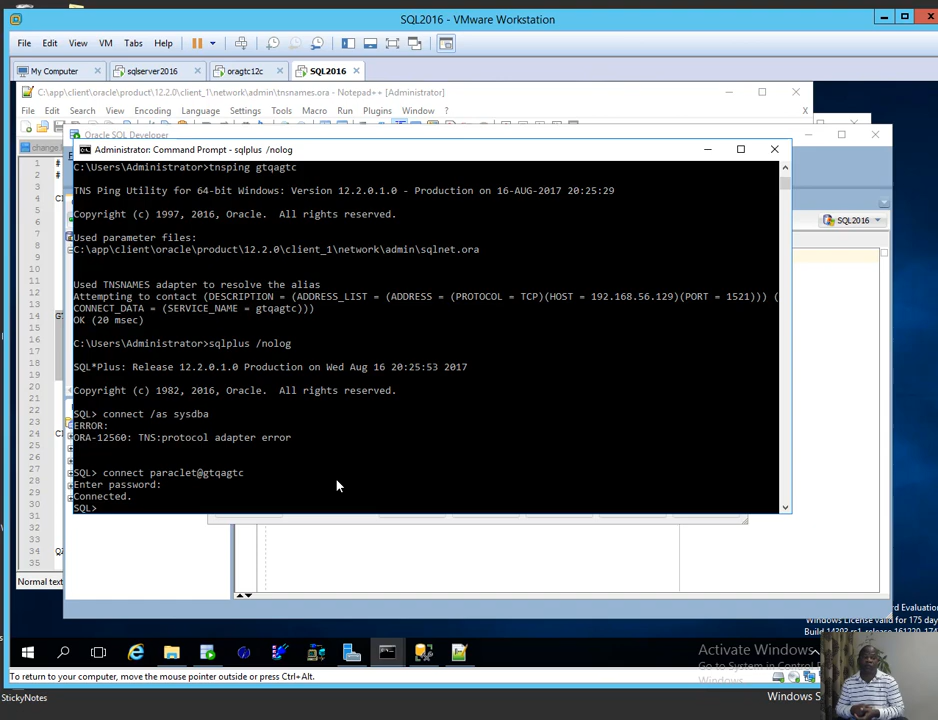 SQL2016 - VMware Workstation
File Edit View VM Tabs Help
My Computer sqlserver2016 oragtc12c SQL2016
C:\app\client\oracle\product\12.2.0\client_1\network\admin\tnsnames.ora - Notepad++ [Administrator]
File Edit Search View Encoding Language Settings Tools Macro Run Plugins Window ? X
Oracle SQL Developer
Administrator: Command Prompt - sqlplus /nolog
C:\Users\Administrator>tnsping gtqagtc
TNS Ping Utility for 64-bit Windows: Version 12.2.0.1.0 - Production on 16-AUG-2017 20:25:29
Copyright (c) 1997, 2016, Oracle. All rights reserved.
SQL2016
Used parameter files:
C:\app\client\oracle\product\12.2.0\client_1\network\admin\sqlnet.ora
Used TNSNAMES adapter to resolve the alias
Attempting to contact (DESCRIPTION = (ADDRESS_LIST = (ADDRESS = (PROTOCOL = TCP)(HOST = 192.168.56.129)(PORT = 1521))) (
CONNECT_DATA = (SERVICE_NAME = gtqagtc)))
OK (20 msec)
C:\Users\Administrator>sqlplus /nolog
SQL*Plus: Release 12.2.0.1.0 Production on Wed Aug 16 20:25:53 2017
Copyright (c) 1982, 2016, Oracle. All rights reserved.
SQL> connect /as sysdba
ERROR:
ORA-12560: TNS:protocol adapter error
SQL> connect paraclet@gtqagtc
Enter password:
Connected.
SQL>
Normal text
Windows License valid for 175 day
Activate Windows
Go to System in Control
To return to your computer, move the mouse pointer outside or press Ctrl+Alt.
StickyNotes
Windows S